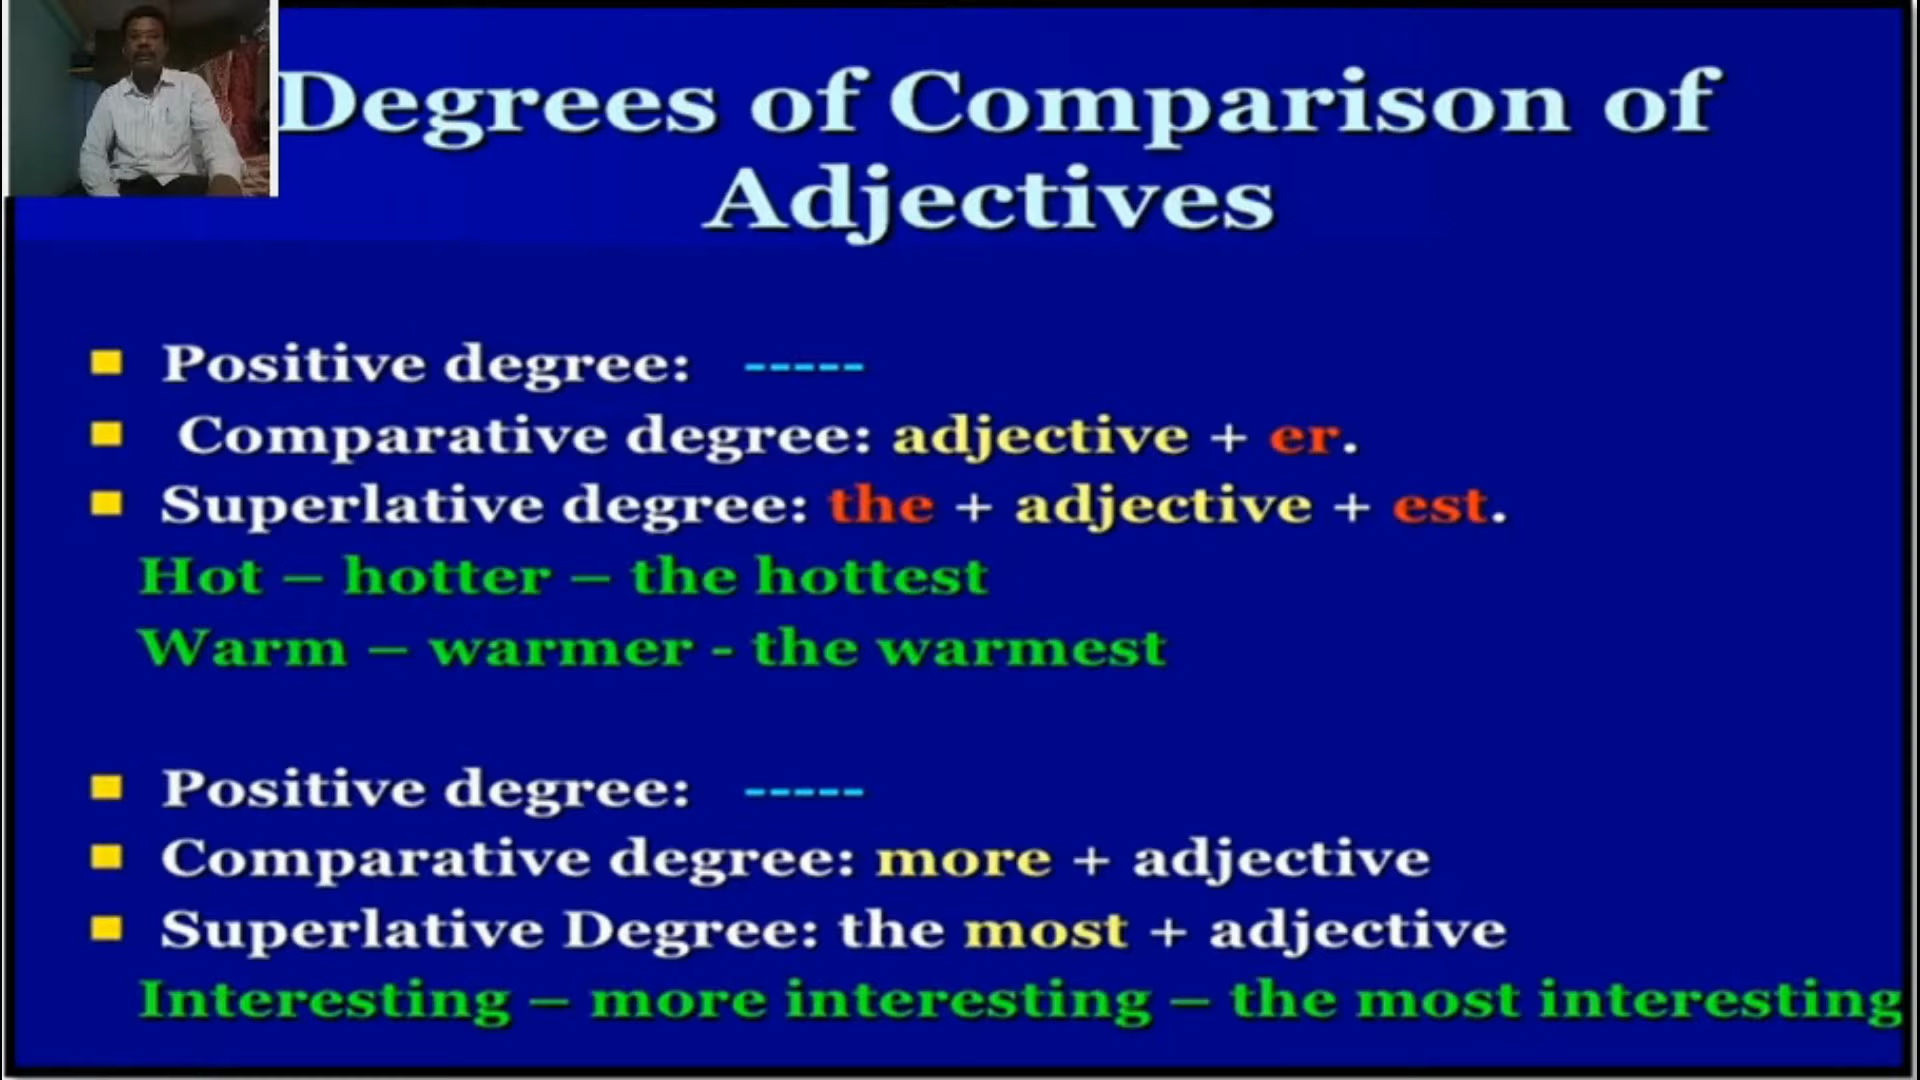 Degrees of Comparison of
Adjectives
Positive degree: -----
Comparative degree: adjective + er.
Superlative degree: the + adjective + est.
Hot – hotter – the hottest
Warm – warmer - the warmest
Positive degree: -----
Comparative degree: more + adjective
Superlative Degree: the most + adjective
Interesting – more interesting – the most interesting